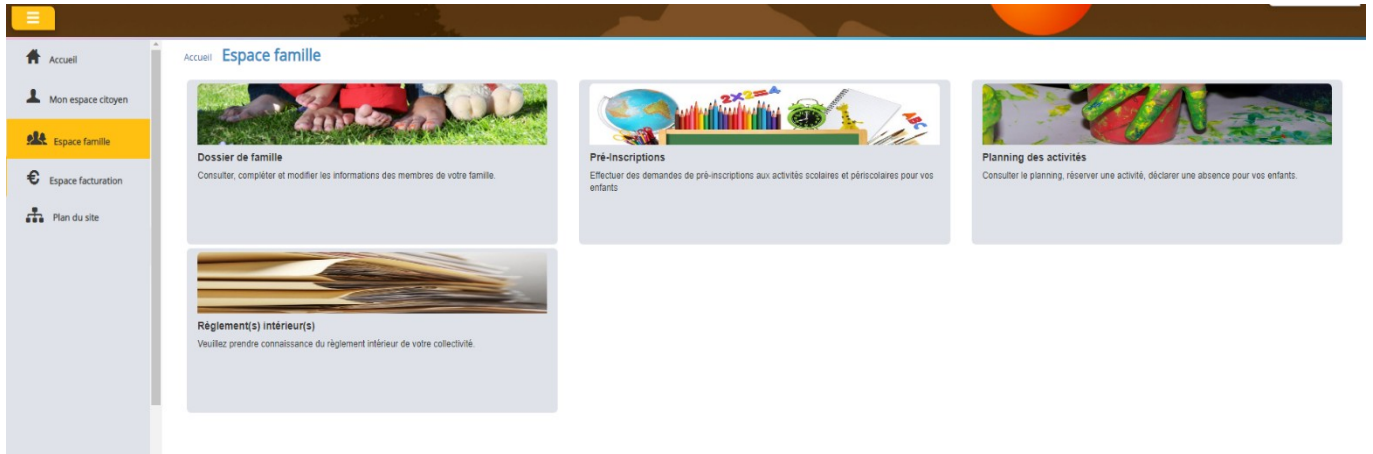 Accueil
Mon espace citoyen
Espace famille
Espace facturation
Plan du site
Accueil Espace famille
Dossier de famille
Consulter, compléter et modifier les informations des membres de votre famille.
2x2=4
ABC
Pré-inscriptions
Effectuer des demandes de pré-inscriptions aux activités scolaires et périscolaires pour vos
enfants
Planning des activités
Consulter le planning, réserver une activité, déclarer une absence pour vos enfants.
Règlement(s) intérieur(s)
Veuillez prendre connaissance du règlement intérieur de votre collectivité.